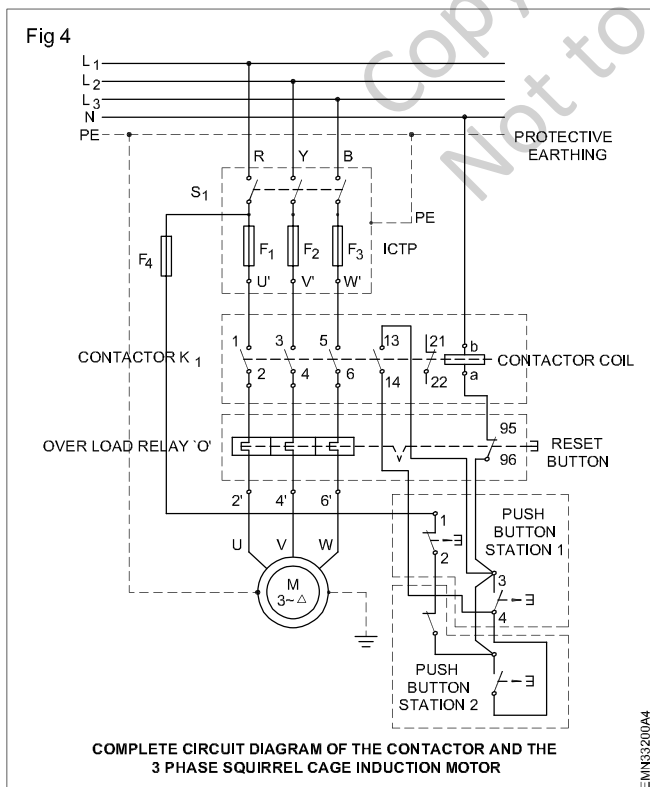 Copy
Not to
Fig 4
L1
L2
L3
N
PE
PROTECTIVE
EARTHING
R Y B
S1
PE
F4
F1 F2 F3 ICTP
U' V' W'
1 3 5 13 21 b
CONTACTOR K1
CONTACTOR COIL
2 4 6 14 22 a
95
OVER LOAD RELAY `O'
RESET
BUTTON
96
2' 4' 6'
1
PUSH
BUTTON
STATION 1
U V W
2
3
M
3~ △
4
PUSH
BUTTON
STATION 2
COMPLETE CIRCUIT DIAGRAM OF THE CONTACTOR AND THE
3 PHASE SQUIRREL CAGE INDUCTION MOTOR
EMN33200A4